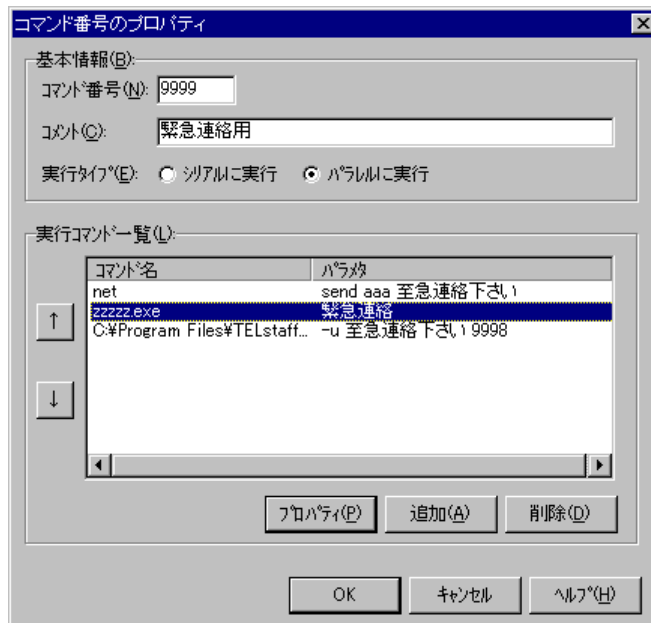 コマンド番号のプロパティ
基本情報(B):
コマンド番号(N): 9999
コメント(C): 緊急連絡用
実行タイプ(E): シリアルに実行 パラレルに実行
実行コマンド一覧(L):
コマンド名 パラメタ
net send aaa 至急連絡下さい
zzzzz.exe 緊急連絡
C:¥Program Files¥TELstaff... -u 至急連絡下さい 9998
↑
↓
プロパティ(P) 追加(A) 削除(D)
OK キャンセル ヘルプ(H)